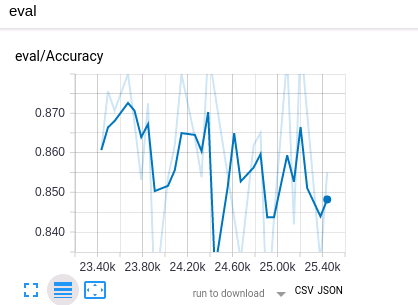 eval
eval/Accuracy
0.870
0.860
0.850
0.840
23.40k 23.80k 24.20k 24.60k 25.00k 25.40k
run to download CSV JSON